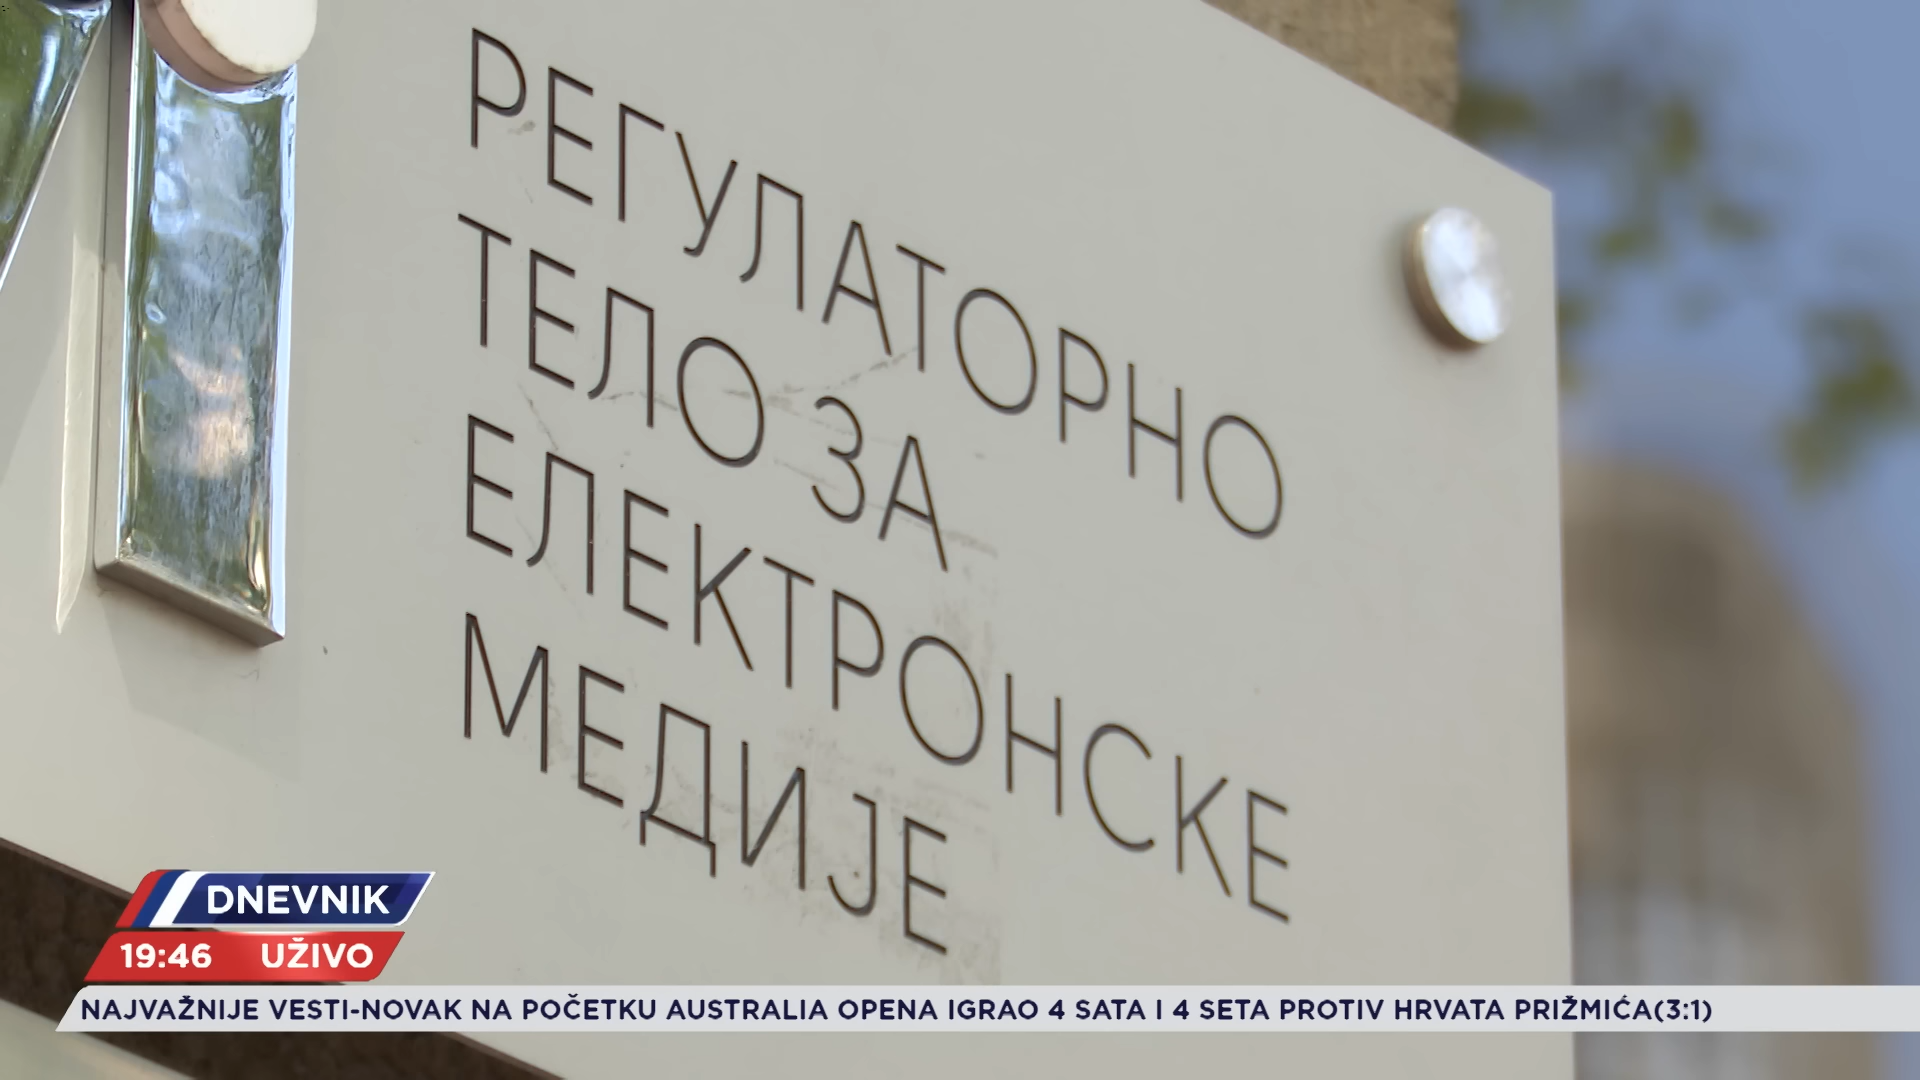 РЕГУЛАТОРНО
ТЕЛО ЗА
ЕЛЕКТРОНСКЕ
МЕДИЈЕ
DNEVNIK
19:46 UŽIVO
NAJVAŽNIJE VESTI-NOVAK NA POČETKU AUSTRALIA OPENA IGRAO 4 SATA I 4 SETA PROTIV HRVATA PRIŽMIĆA(3:1)